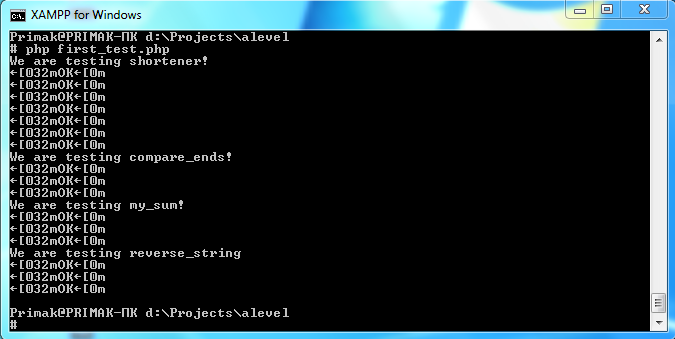 XAMPP for Windows
Primak@PRIMAK-ПК d:\Projects\alevel
# php first_test.php
We are testing shortener!
←[032mOK←[0m
←[032mOK←[0m
←[032mOK←[0m
←[032mOK←[0m
←[032mOK←[0m
←[032mOK←[0m
←[032mOK←[0m
We are testing compare_ends!
←[032mOK←[0m
←[032mOK←[0m
←[032mOK←[0m
We are testing my_sum!
←[032mOK←[0m
←[032mOK←[0m
←[032mOK←[0m
We are testing reverse_string
←[032mOK←[0m
←[032mOK←[0m
←[032mOK←[0m
Primak@PRIMAK-ПК d:\Projects\alevel
#